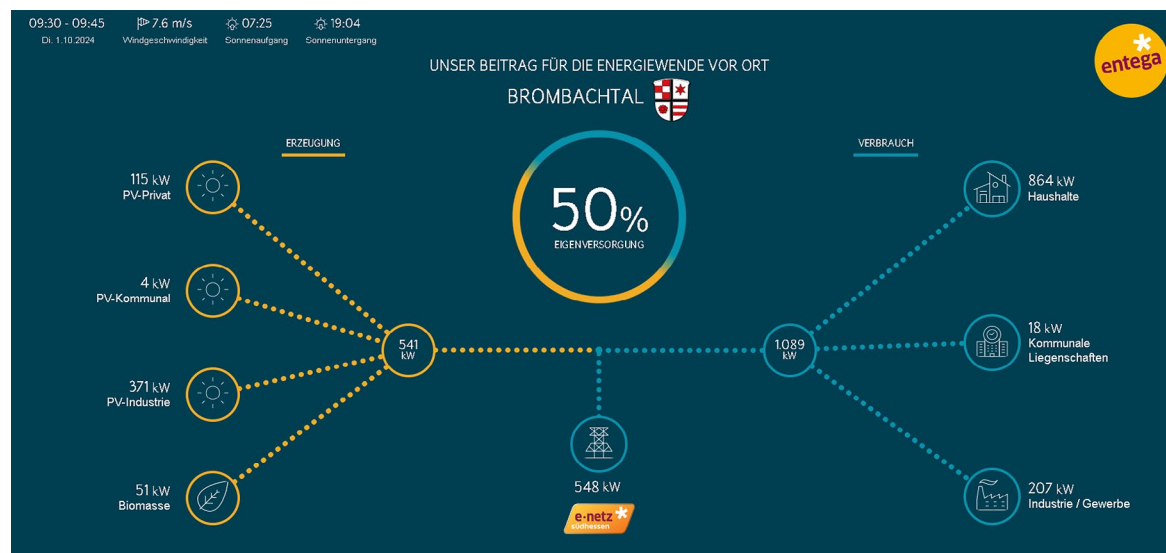 09:30 - 09:45
Di. 1.10.2024
7.6 m/s
Windgeschwindigkeit
07:25
Sonnenaufgang
19:04
Sonnenuntergang
entega
UNSER BEITRAG FÜR DIE ENERGIEWENDE VOR ORT
BROMBACHTAL
ERZEUGUNG
VERBRAUCH
50%
EIGENVERSORGUNG
115 kW
PV-Privat
4 kW
PV-Kommunal
371 kW
PV-Industrie
51 kW
Biomasse
541
kW
1.089
kW
548 kW
e-netz
südhessen
864 kW
Haushalte
18 kW
Kommunale
Liegenschaften
207 kW
Industrie / Gewerbe